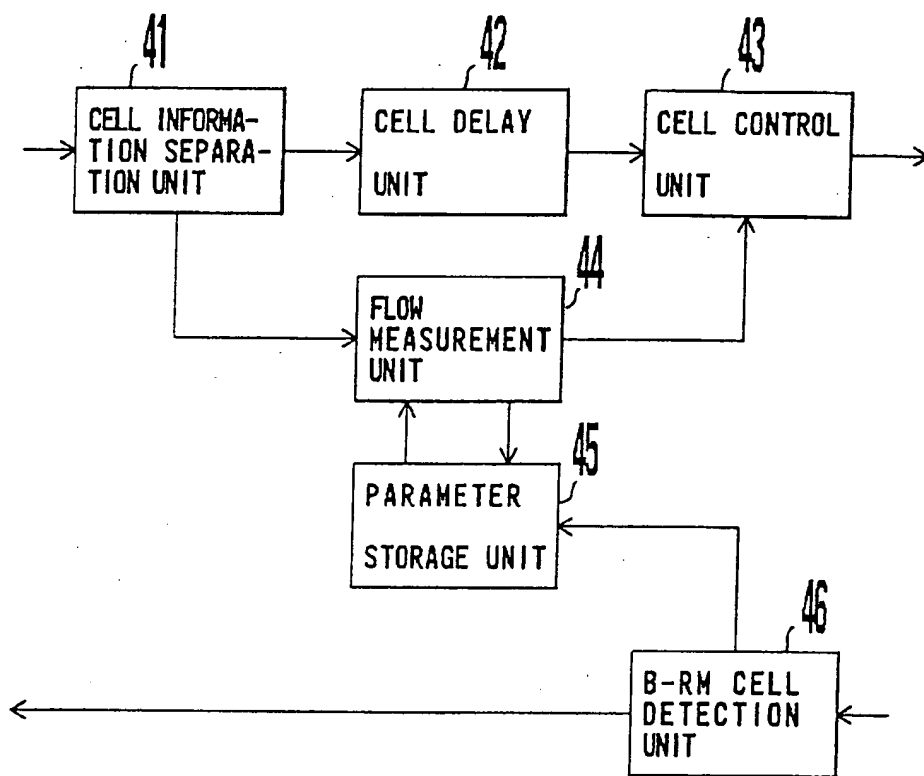 41
42
43
CELL INFORMA-
TION SEPARA-
TION UNIT
CELL DELAY
UNIT
CELL CONTROL
UNIT
44
FLOW
MEASUREMENT
UNIT
45
PARAMETER
STORAGE UNIT
46
B-RM CELL
DETECTION
UNIT